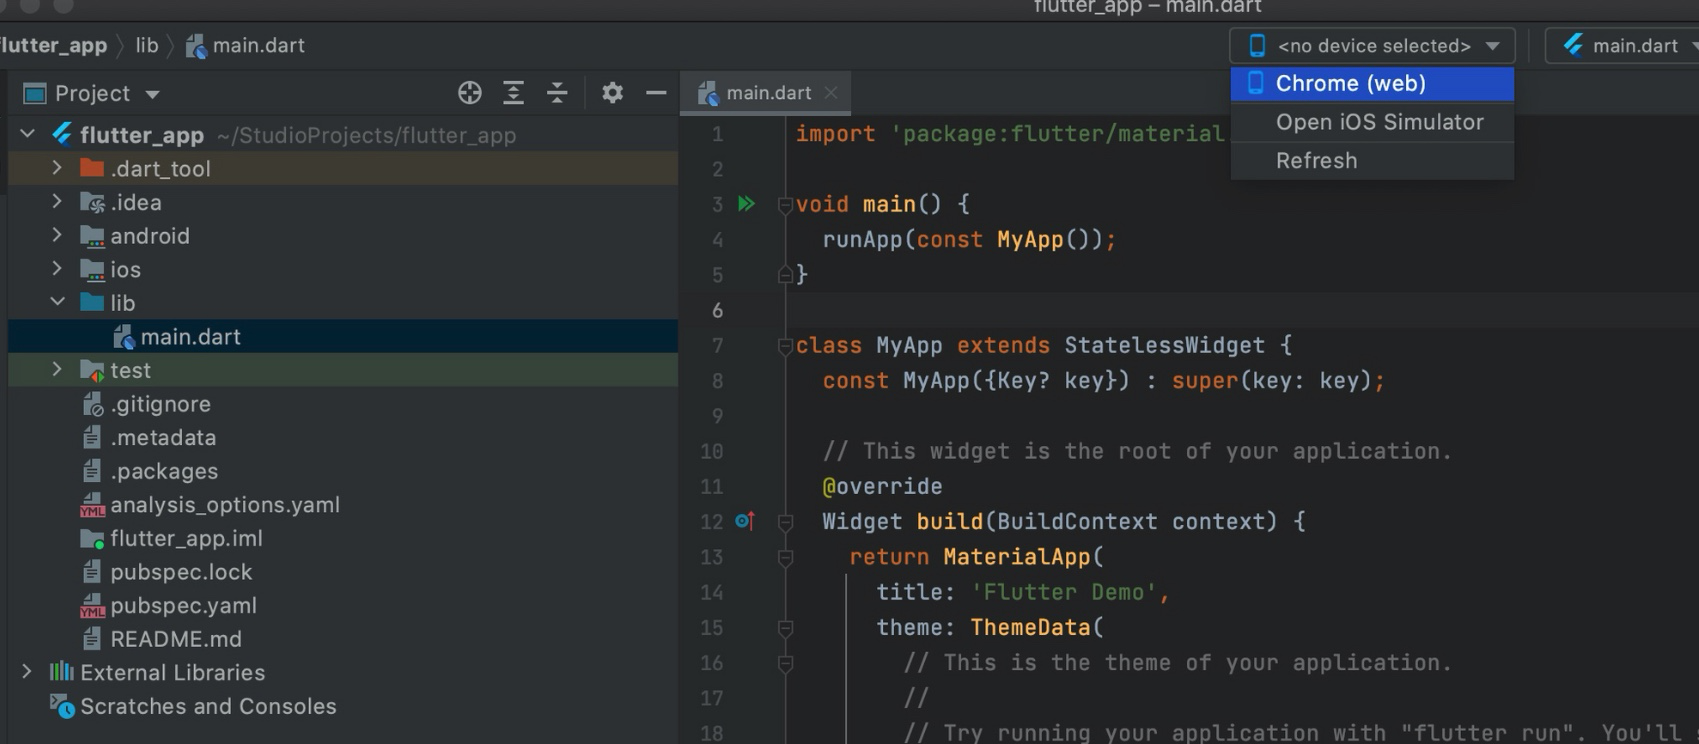 flutter_app – main.dart
flutter_app lib main.dart
<no device selected> main.dart
Chrome (web)
Open iOS Simulator
Refresh
Project
flutter_app ~/StudioProjects/flutter_app
.dart_tool
.idea
android
ios
lib
main.dart
test
.gitignore
.metadata
.packages
analysis_options.yaml
flutter_app.iml
pubspec.lock
pubspec.yaml
README.md
External Libraries
Scratches and Consoles
main.dart
1 import 'package:flutter/material.
2
3 void main() {
4 runApp(const MyApp());
5 }
6
7 class MyApp extends StatelessWidget {
8 const MyApp({Key? key}) : super(key: key);
9
10 // This widget is the root of your application.
11 @override
12 Widget build(BuildContext context) {
13 return MaterialApp(
14 title: 'Flutter Demo',
15 theme: ThemeData(
16 // This is the theme of your application.
17 //
18 // Try running your application with "flutter run". You'll